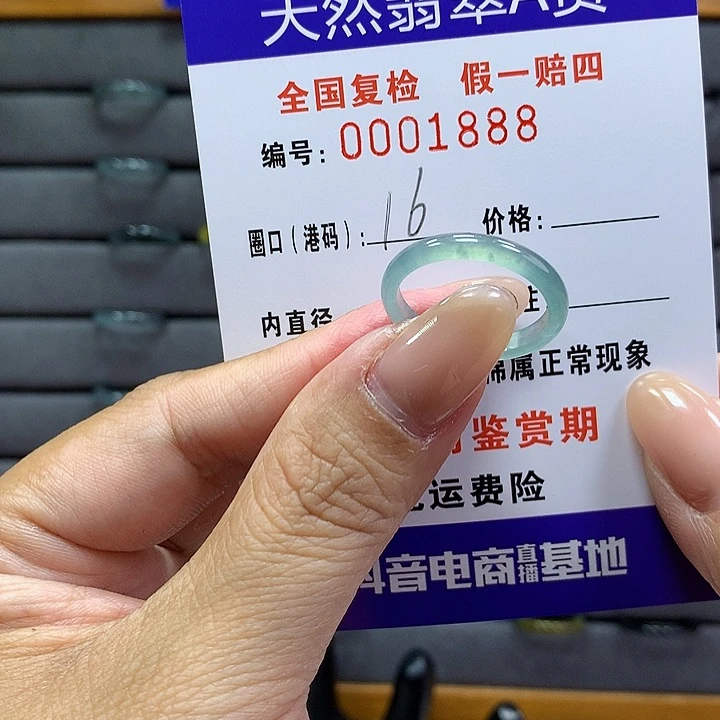 天然翡翠A货
全国复检 假一赔四
编号: 0001888
圈口(港码): 16 价格:
内直径
棉属正常现象
鉴赏期
运费险
抖音电商直播基地